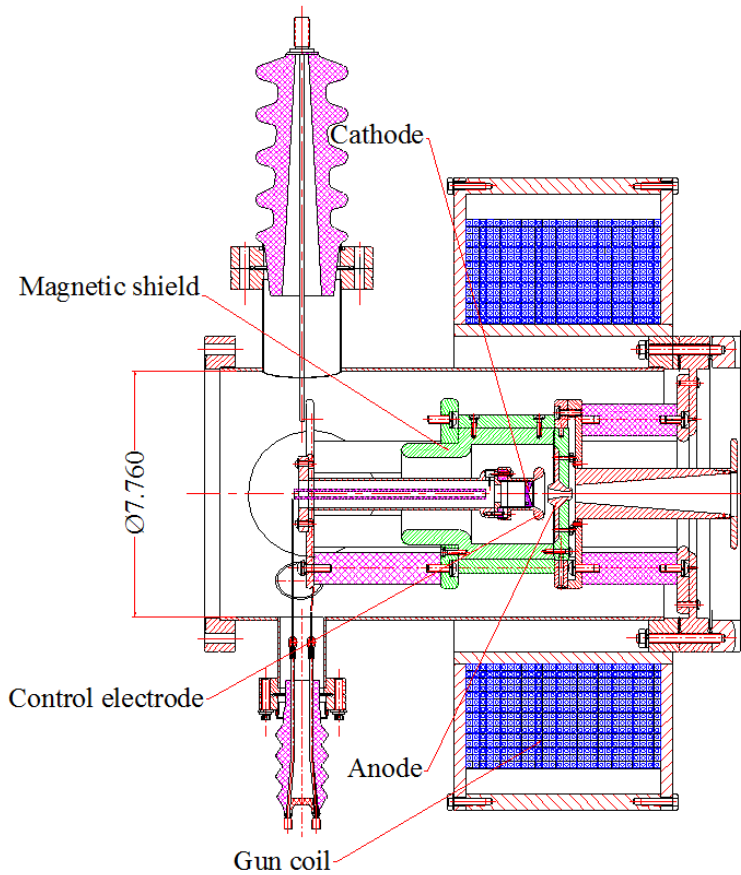 Cathode
Magnetic shield
Ø7.760
Control electrode
Anode
Gun coil